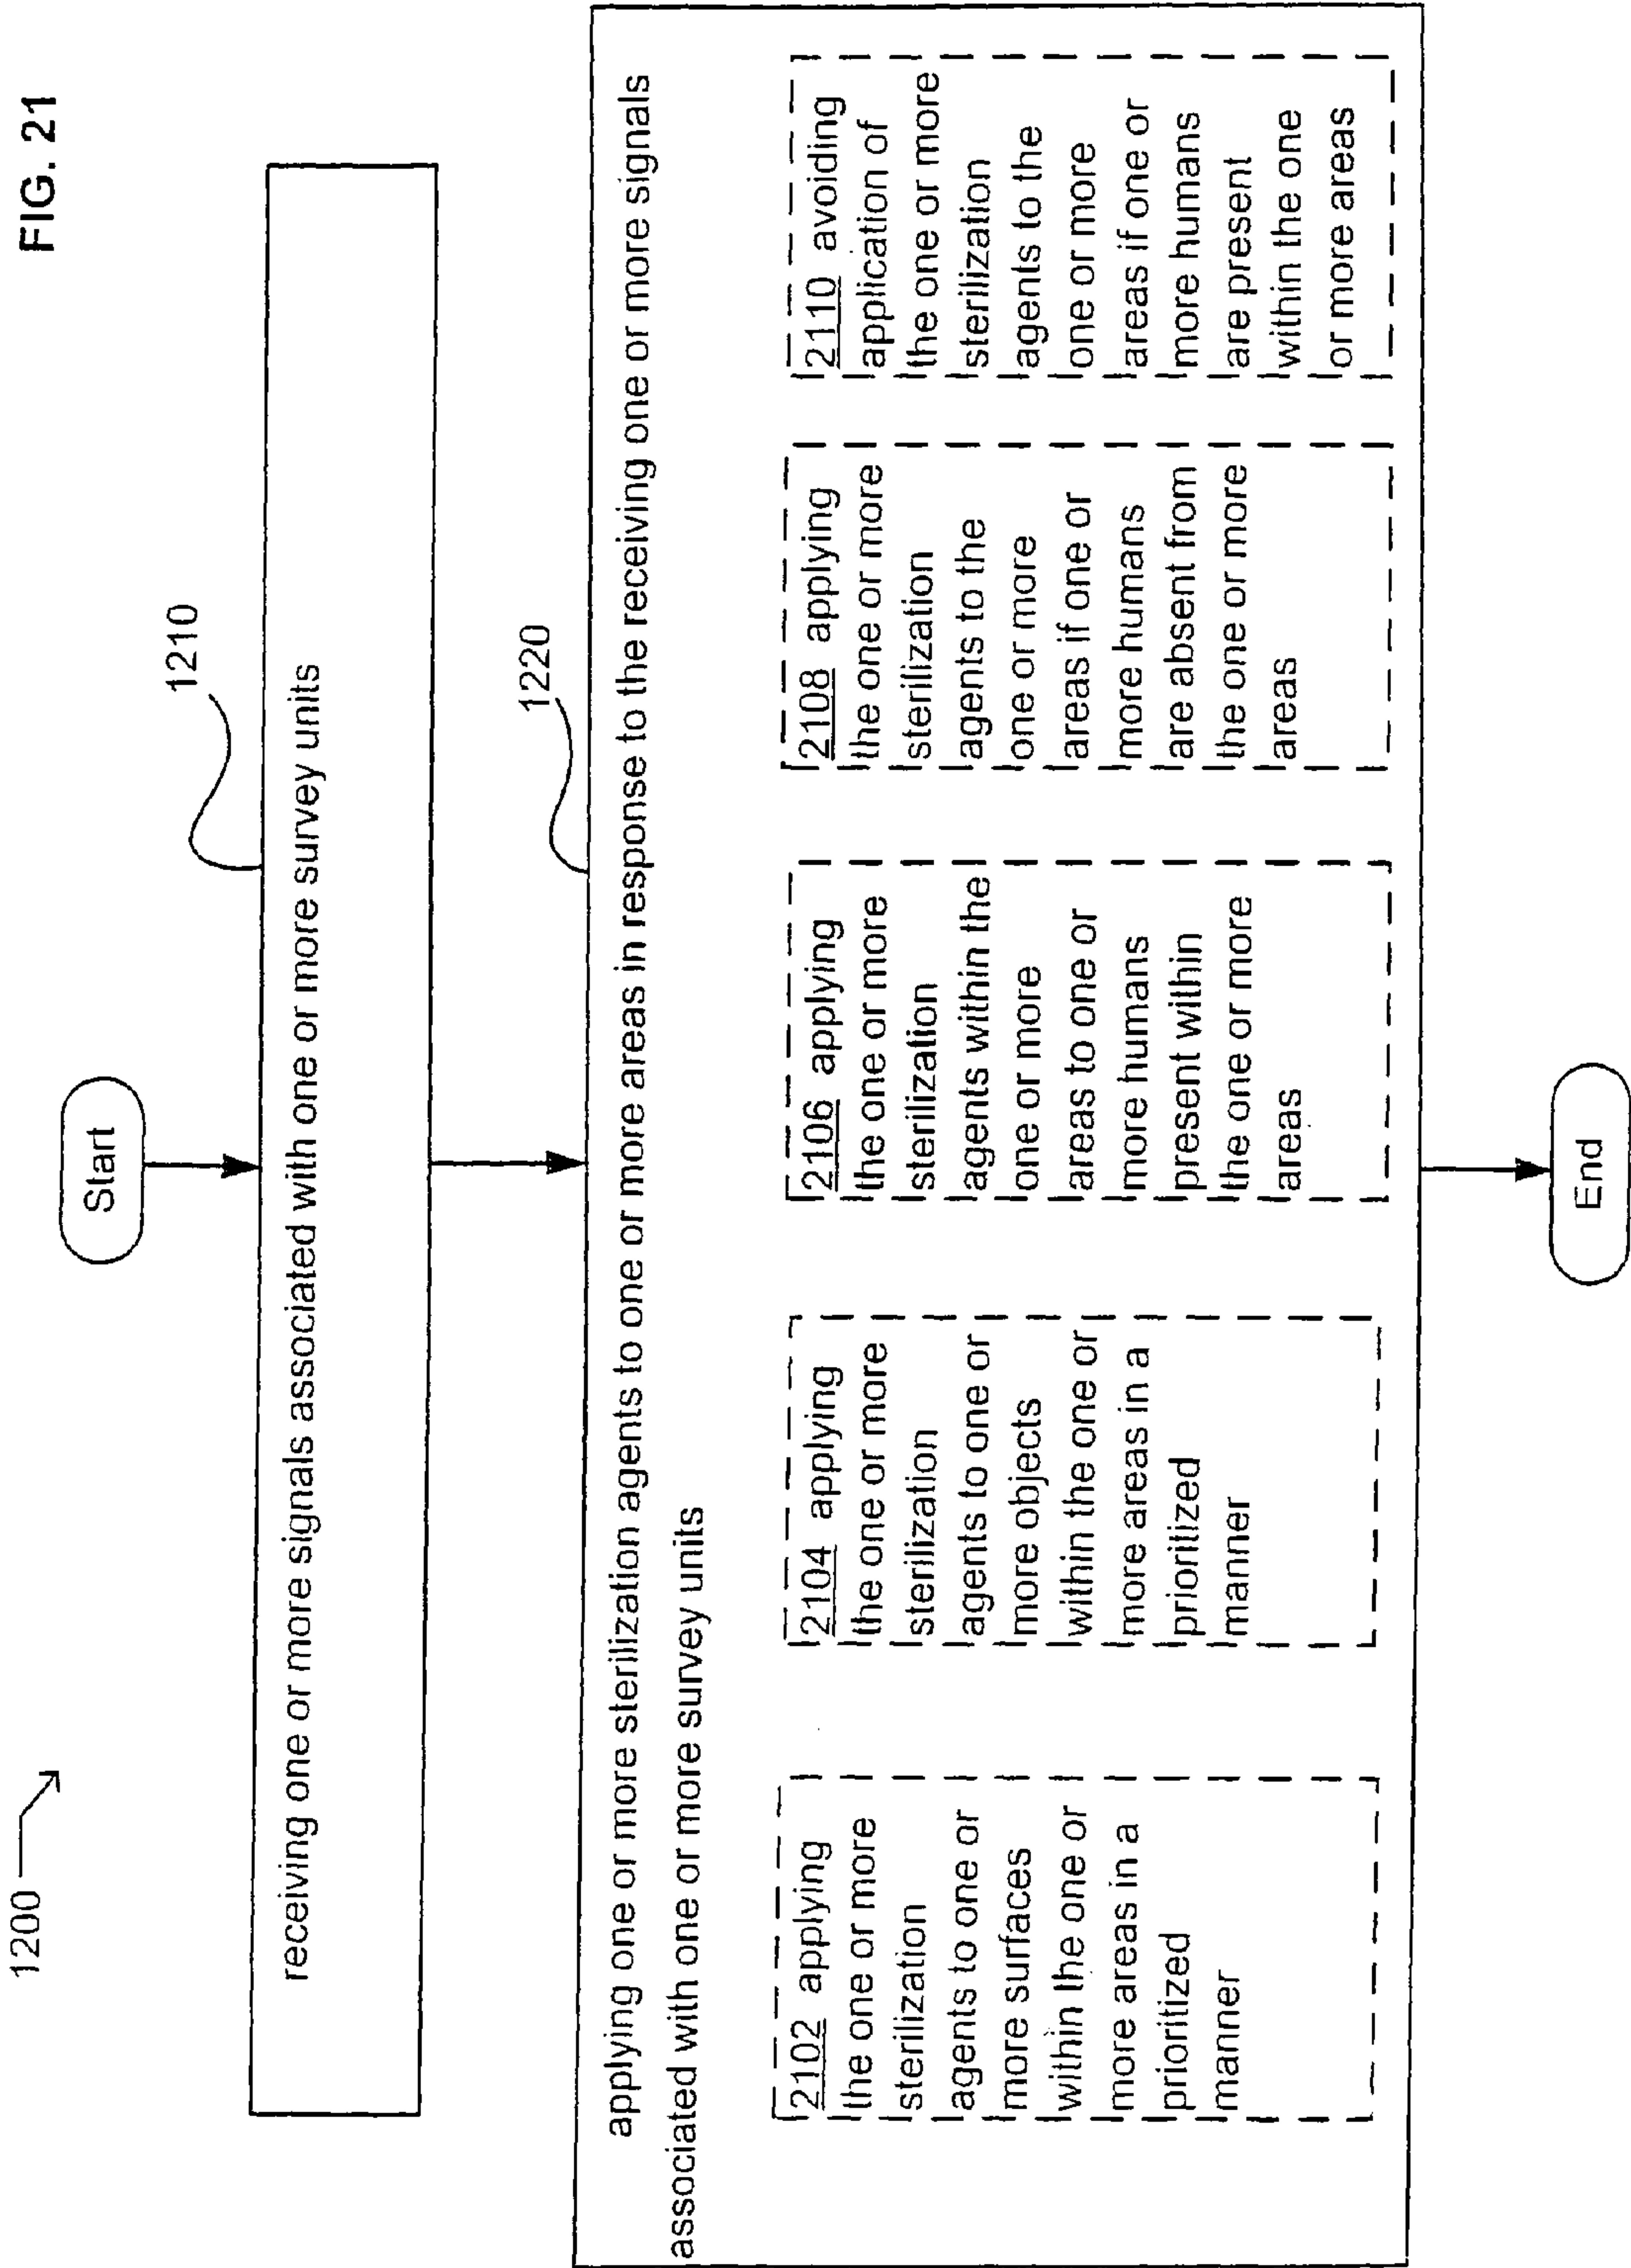 FIG. 21
1200
Start
1210
receiving one or more signals associated with one or more survey units
1220
applying one or more sterilization agents to one or more areas in response to the receiving one or more signals
associated with one or more survey units
2102 applying
the one or more
sterilization
agents to one or
more surfaces
within the one or
more areas in a
prioritized
manner
2104 applying
the one or more
sterilization
agents to one or
more objects
within the one or
more areas in a
prioritized
manner
2106 applying
the one or more
sterilization
agents within the
one or more
areas to one or
more humans
present within
the one or more
areas
2108 applying
the one or more
sterilization
agents to the
one or more
areas if one or
more humans
are absent from
the one or more
areas
2110 avoiding
application of
the one or more
sterilization
agents to the
one or more
areas if one or
more humans
are present
within the one
or more areas
End